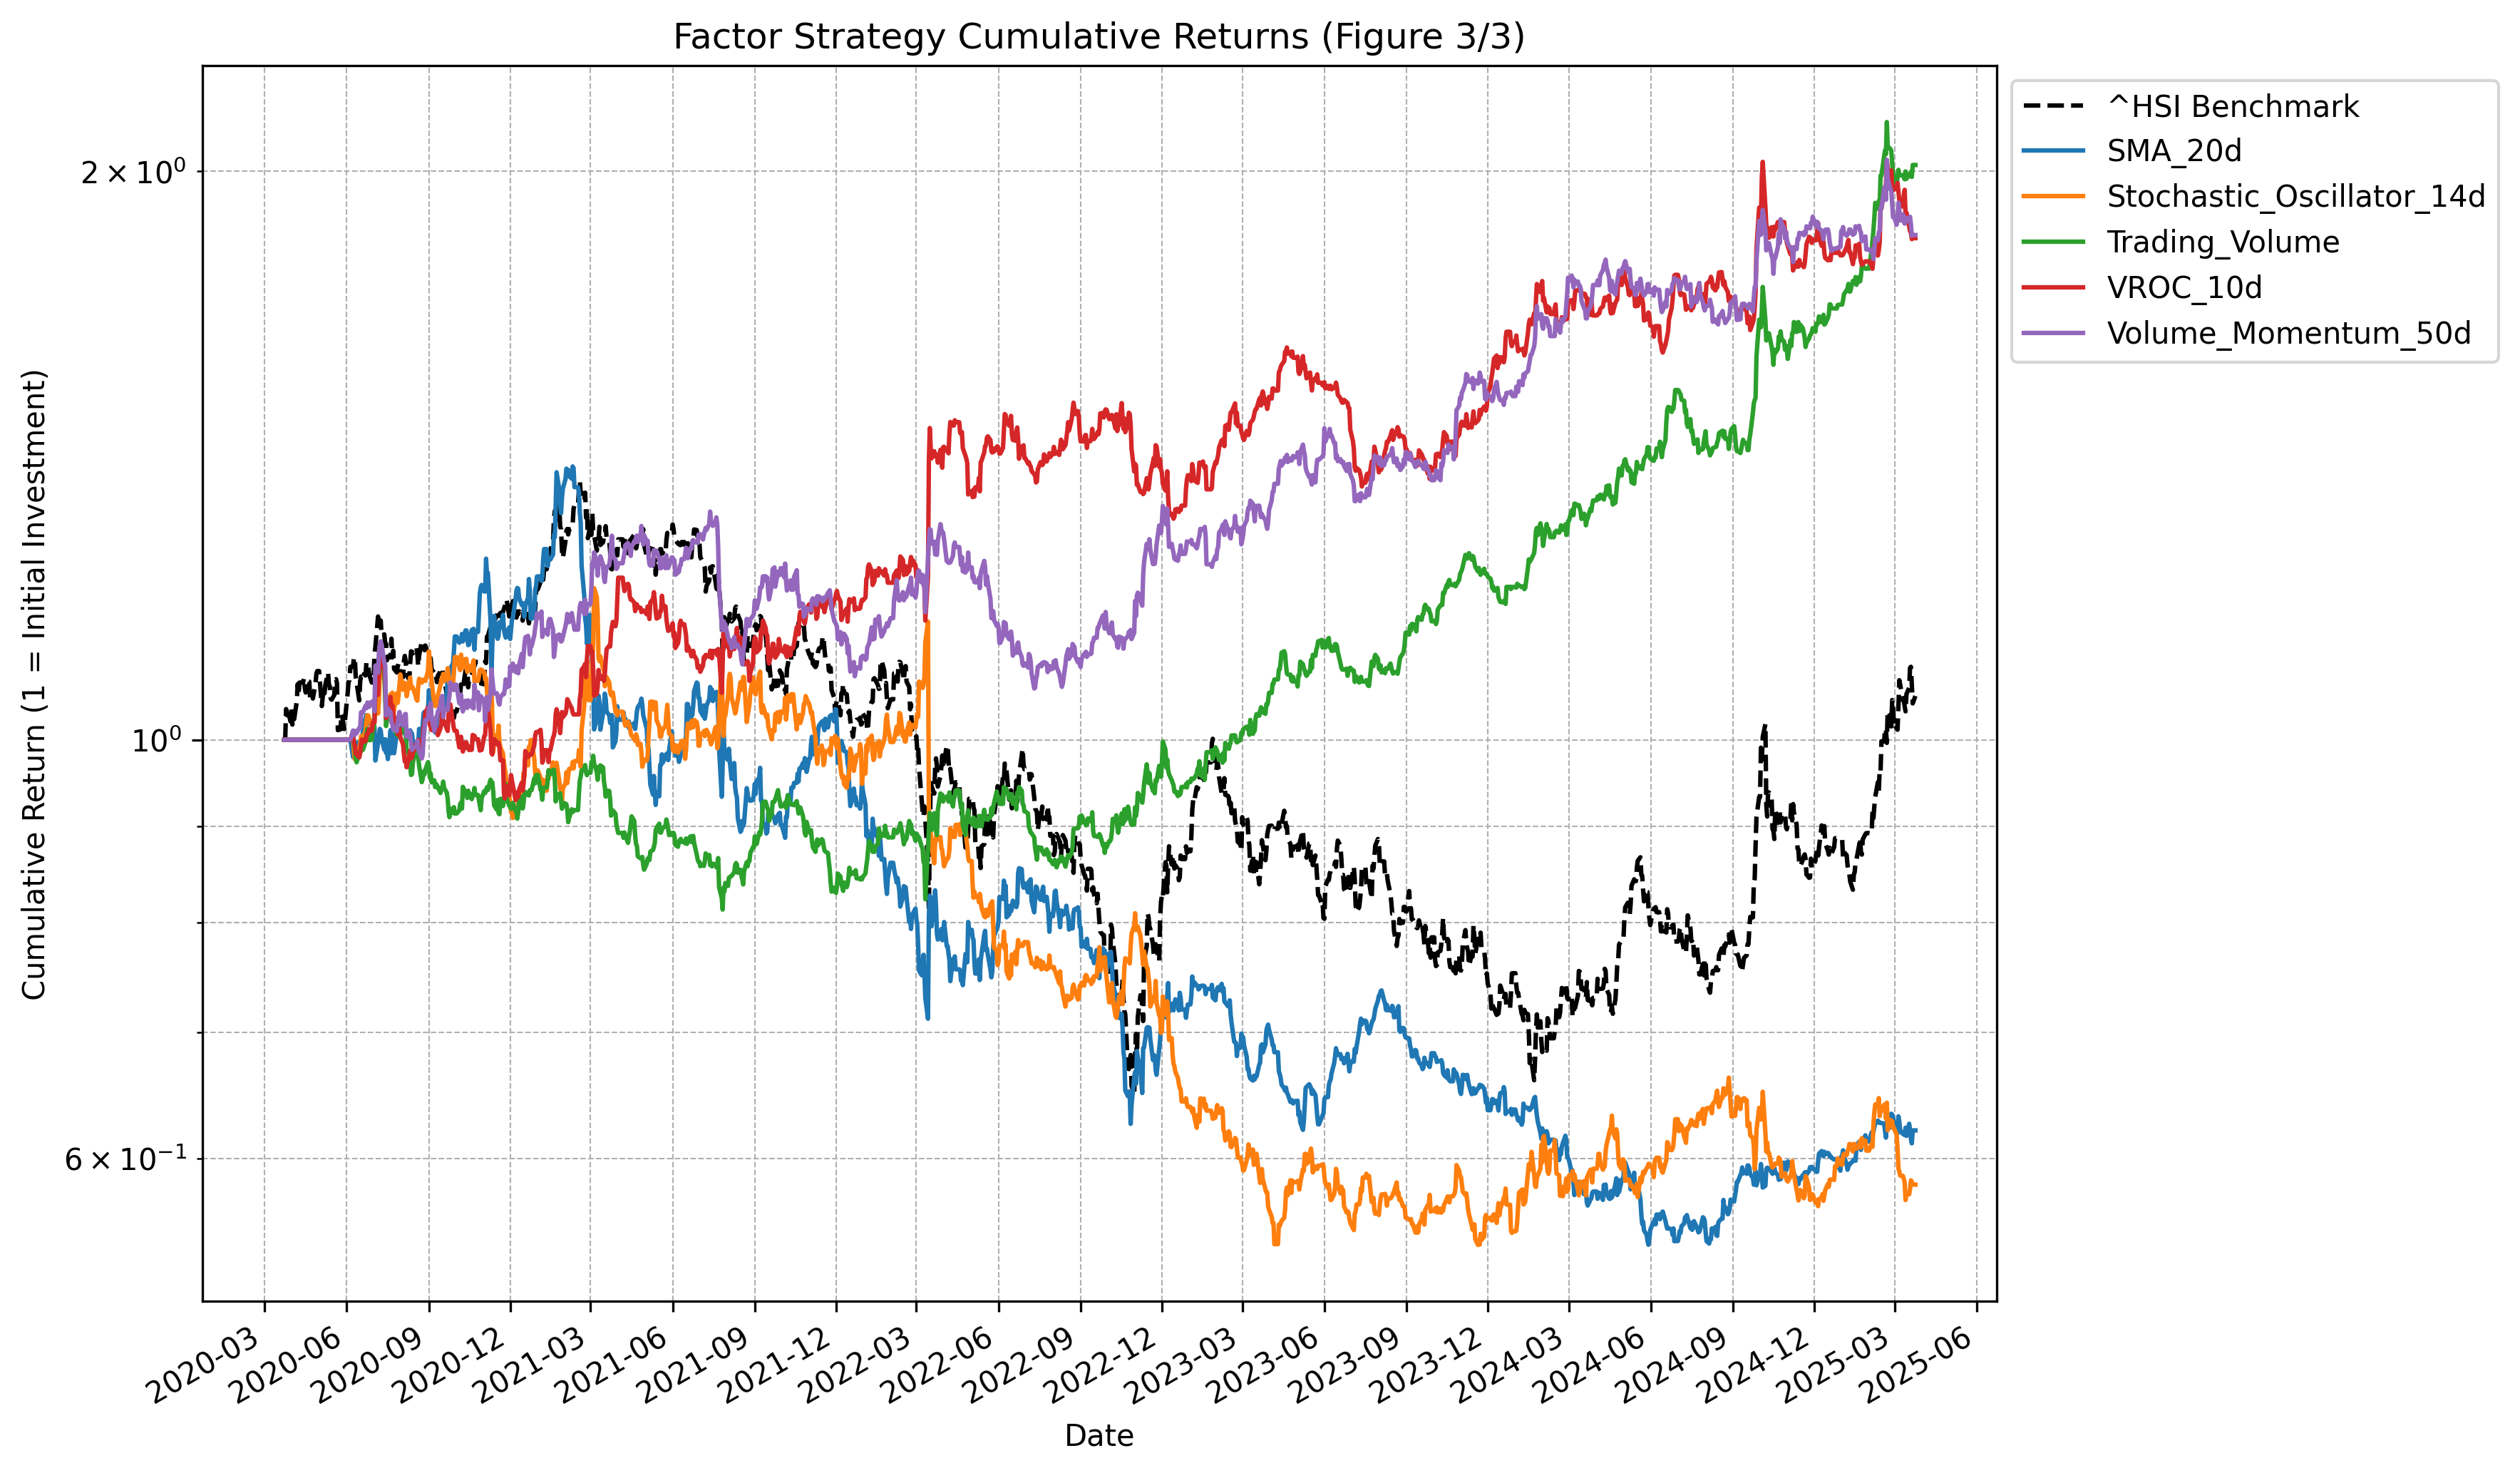 Factor Strategy Cumulative Returns (Figure 3/3)
^HSI Benchmark
SMA_20d
Stochastic_Oscillator_14d
Trading_Volume
VROC_10d
Volume_Momentum_50d
Cumulative Return (1 = Initial Investment)
2 × 10⁰
10⁰
6 × 10⁻¹
2020-03
2020-06
2020-09
2020-12
2021-03
2021-06
2021-09
2021-12
2022-03
2022-06
2022-09
2022-12
2023-03
2023-06
2023-09
2023-12
2024-03
2024-06
2024-09
2024-12
2025-03
2025-06
Date